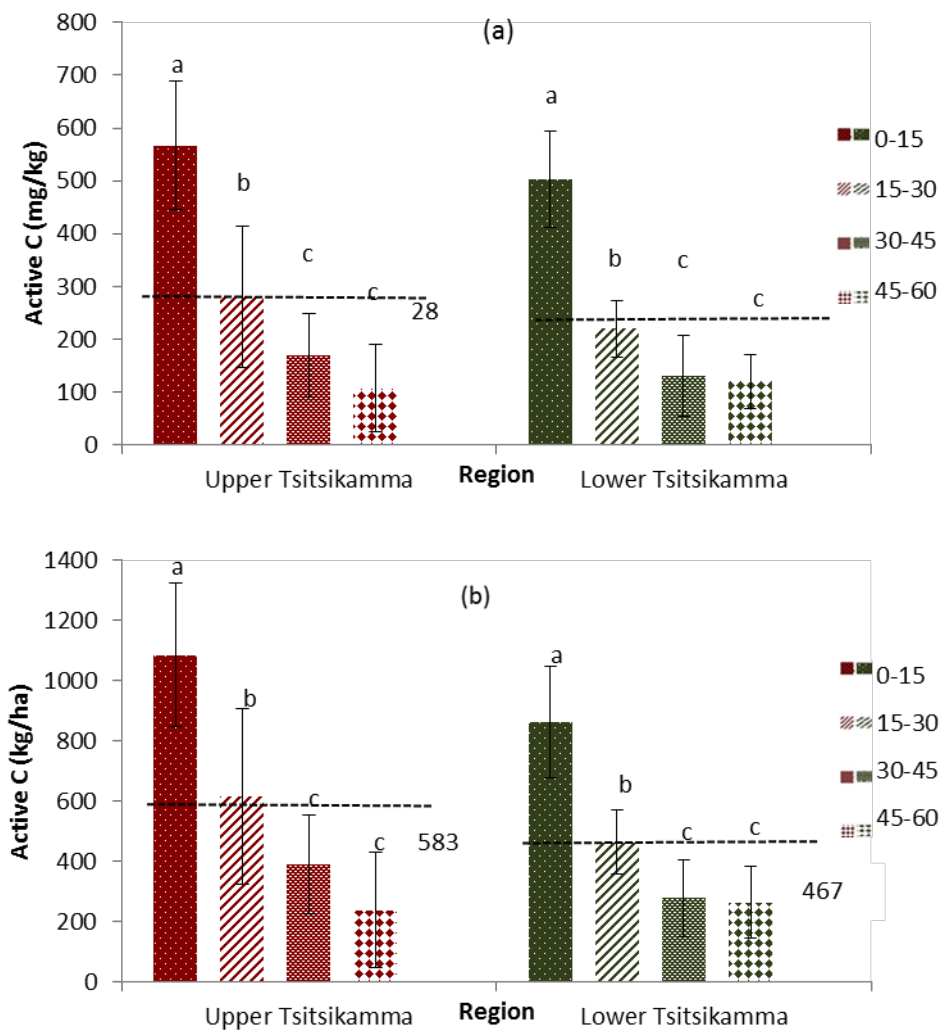 (a)
Active C (mg/kg)
800
700
600
500
400
300
200
100
0
a
b
c
c
28
a
b
c
c
0-15
15-30
30-45
45-60
Upper Tsitsikamma
Region
Lower Tsitsikamma
(b)
Active C (kg/ha)
1400
1200
1000
800
600
400
200
0
a
b
c
c
583
a
b
c
c
467
0-15
15-30
30-45
45-60
Upper Tsitsikamma
Region
Lower Tsitsikamma